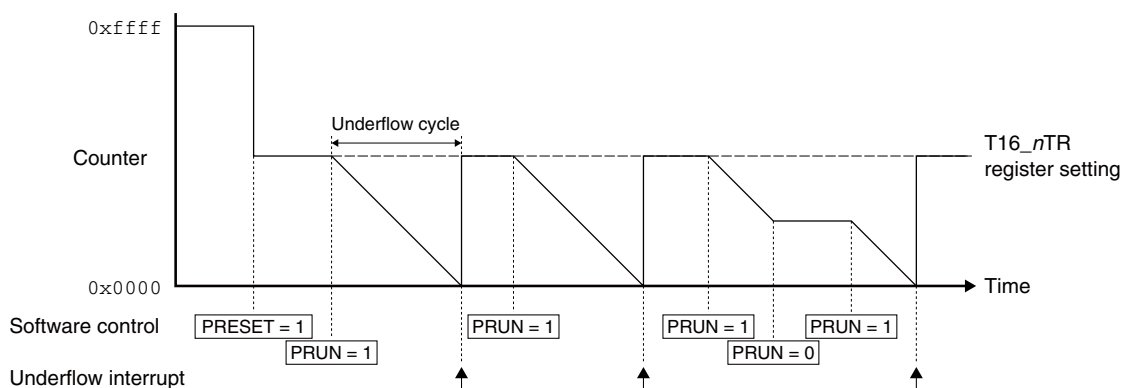 0xffff
Underflow cycle
Counter
T16_nTR
register setting
0x0000
Time
Software control
PRESET = 1
PRUN = 1
PRUN = 1
PRUN = 1
PRUN = 0
PRUN = 1
Underflow interrupt